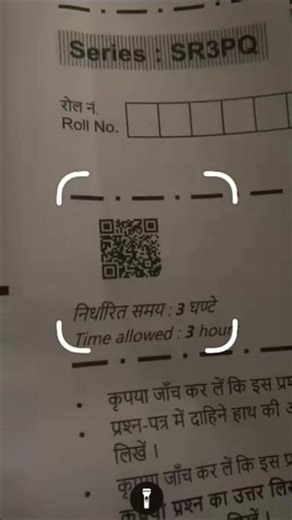 Series : SR3PQ
रोल नं.
Roll No.
निर्धारित समय : 3 घण्टे
Time allowed : 3 hours
• कृपया जाँच कर लें कि इस
• प्रश्न-पत्र में दाहिने हाथ की
लिखें ।
• कृपया जाँच कर लें कि इस
प्रश्न का उत्तर